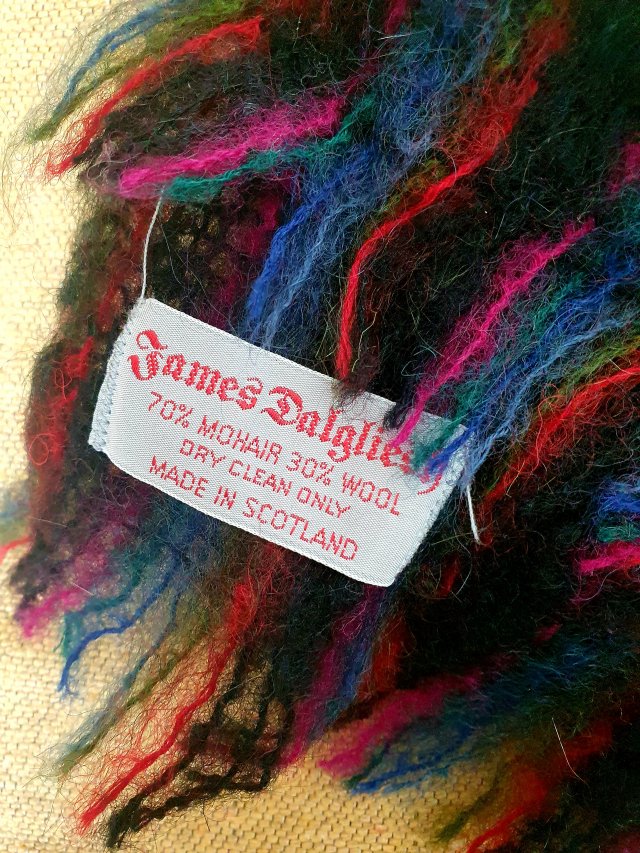 James Dalgliesh
70% MOHAIR 30% WOOL
DRY CLEAN ONLY
MADE IN SCOTLAND